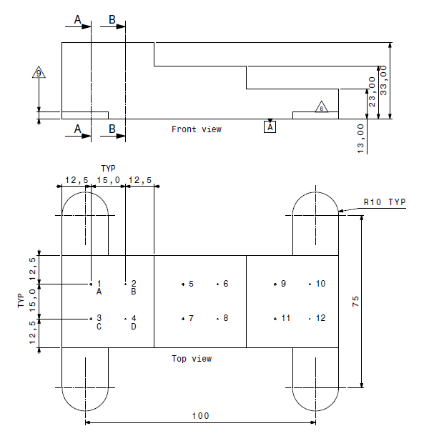 A B
9
33,00
23,00
13,00
8
A B
Front view
A
TYP
12,5 15,0 12,5
R10 TYP
TYP
12,5
15,0
12,5
1 2 5 6 9 10
A B
3 4 7 8 11 12
C D
75
Top view
100